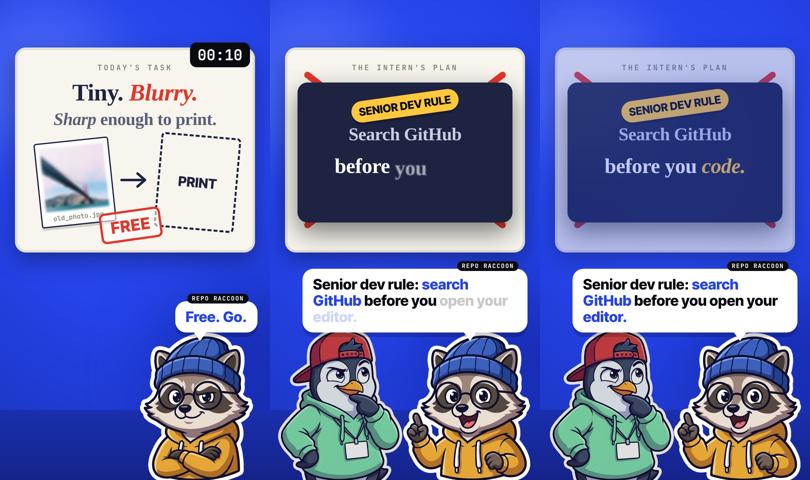 00:10
TODAY'S TASK
Tiny. Blurry.
Sharp enough to print.
old_photo.jpg
PRINT
FREE
REPO RACCOON
Free. Go.
THE INTERN'S PLAN
SENIOR DEV RULE
Search GitHub
before you
REPO RACCOON
Senior dev rule: search
GitHub before you open your
editor.
THE INTERN'S PLAN
SENIOR DEV RULE
Search GitHub
before you code.
REPO RACCOON
Senior dev rule: search
GitHub before you open your
editor.